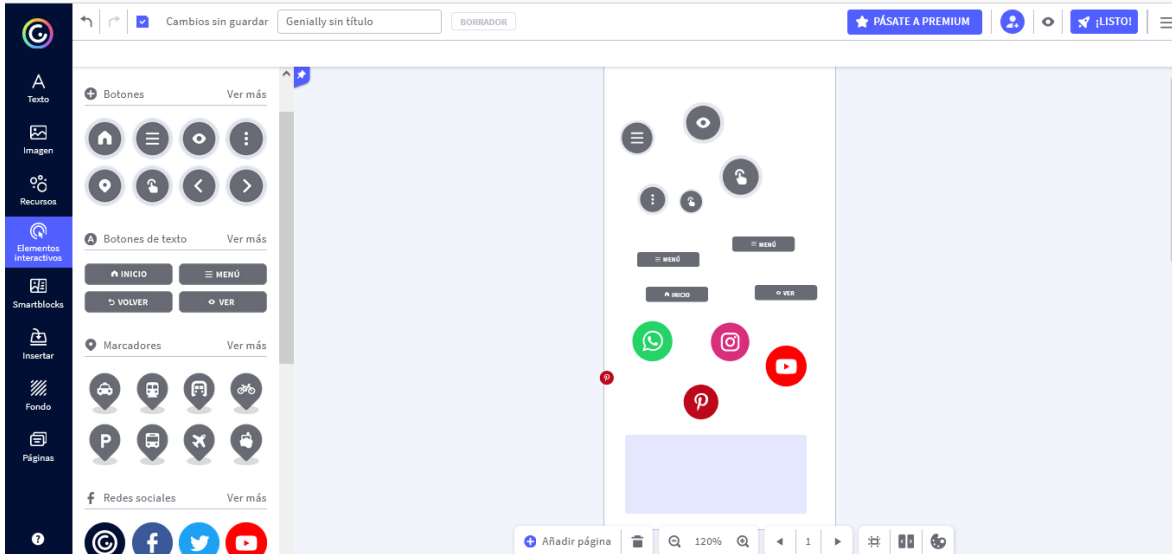 Cambios sin guardar
Genially sin título
BORRADOR
PÁSATE A PREMIUM
¡LISTO!
Texto
Imagen
Recursos
Elementos
interactivos
Smartblocks
Insertar
Fondo
Páginas
Botones Ver más
Botones de texto Ver más
INICIO MENÚ
VOLVER VER
Marcadores Ver más
P
Redes sociales Ver más
MENÚ
MENÚ
INICIO VER
Añadir página
120%
1